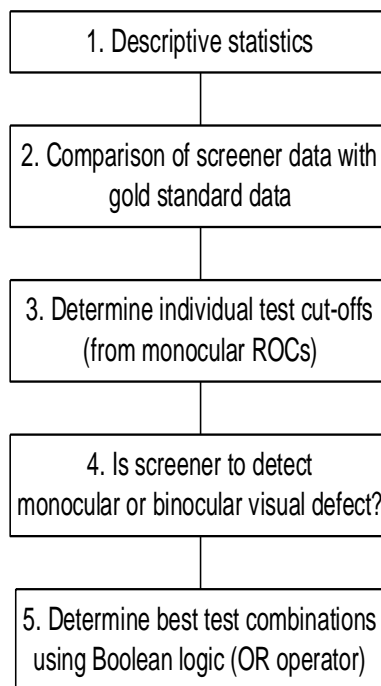 1. Descriptive statistics
2. Comparison of screener data with
gold standard data
3. Determine individual test cut-offs
(from monocular ROCs)
4. Is screener to detect
monocular or binocular visual defect?
5. Determine best test combinations
using Boolean logic (OR operator)